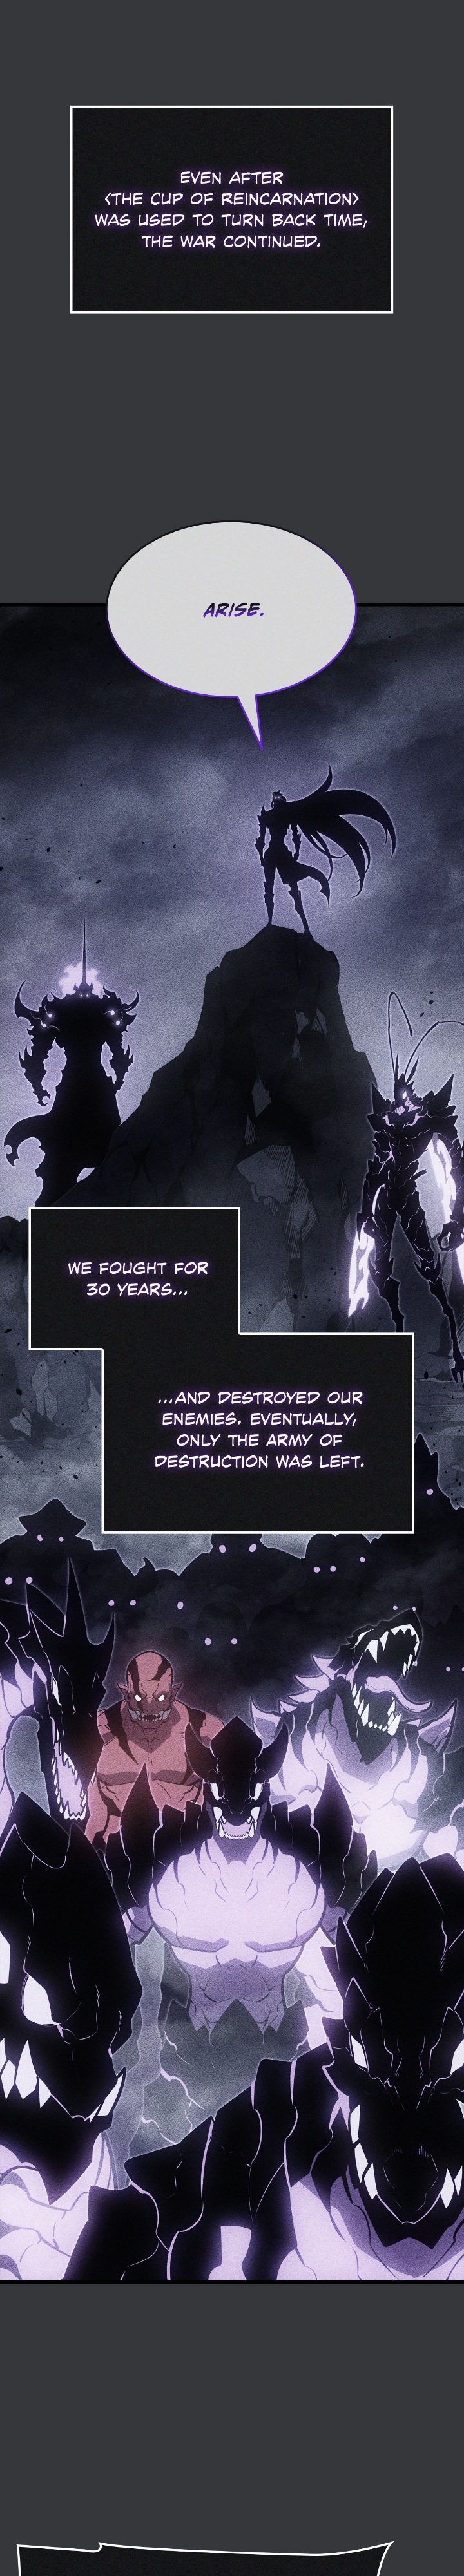 EVEN AFTER
<THE CUP OF REINCARNATION>
WAS USED TO TURN BACK TIME,
THE WAR CONTINUED.
ARISE.
WE FOUGHT FOR
30 YEARS...
...AND DESTROYED OUR
ENEMIES. EVENTUALLY,
ONLY THE ARMY OF
DESTRUCTION WAS LEFT.